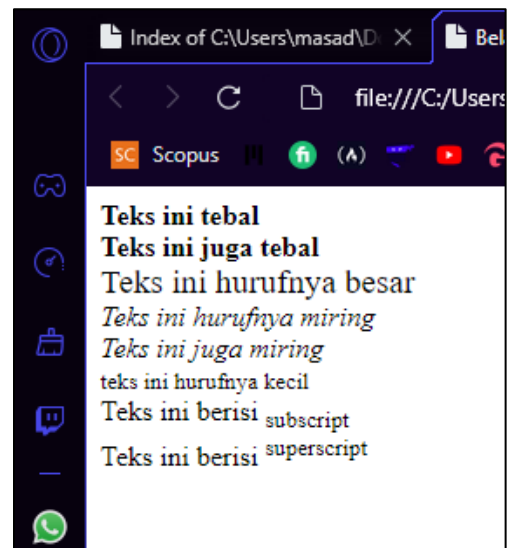 Index of C:\Users\masad\D
Bel
file:///C:/Users
SC Scopus
Teks ini tebal
Teks ini juga tebal
Teks ini hurufnya besar
Teks ini hurufnya miring
Teks ini juga miring
teks ini hurufnya kecil
Teks ini berisi subscript
Teks ini berisi superscript